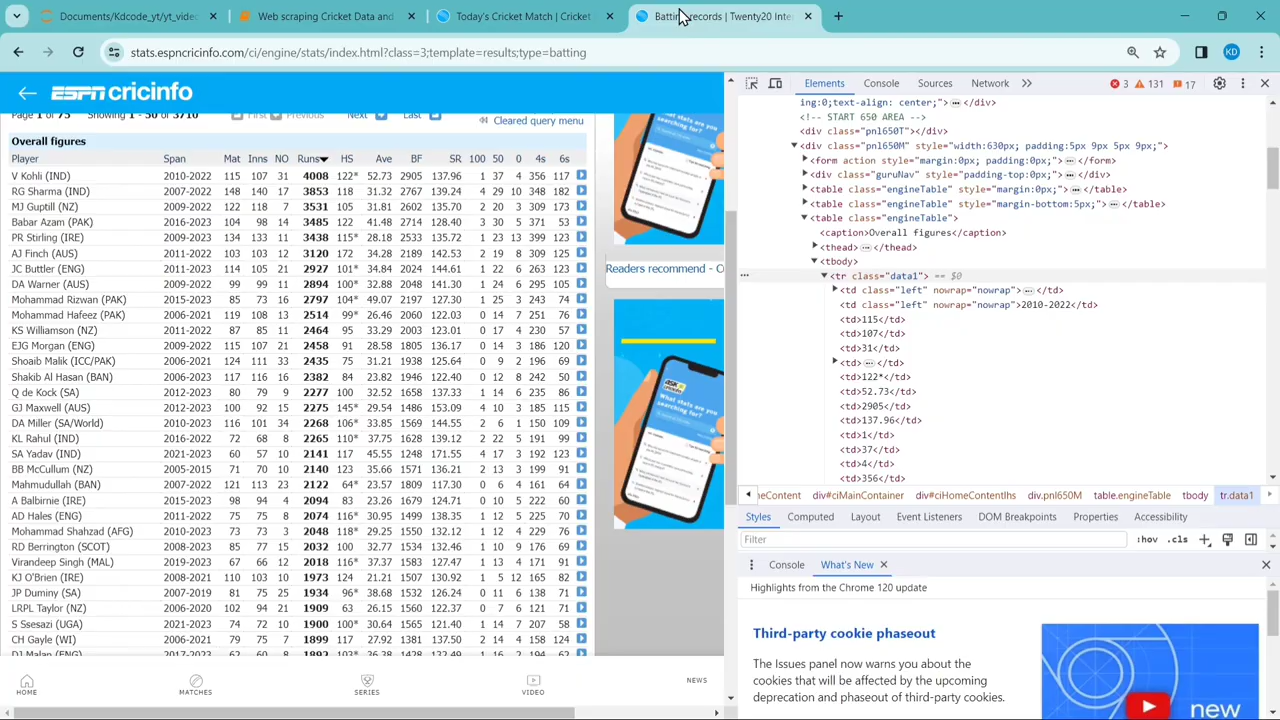 Documents/Kdcode_yt/yt_video
Web scraping Cricket Data and
Today's Cricket Match | Cricket
Batting records | Twenty20 Inter
stats.espncricinfo.com/ci/engine/stats/index.html?class=3;template=results;type=batting
KD
ESPN cricinfo
Page 1 of 75 Showing 1 - 50 of 3710 First Previous Next Last Cleared query menu
Overall figures
Player Span Mat Inns NO Runs HS Ave BF SR 100 50 0 4s 6s
V Kohli (IND) 2010-2022 115 107 31 4008 122* 52.73 2905 137.96 1 37 4 356 117
RG Sharma (IND) 2007-2022 148 140 17 3853 118 31.32 2767 139.24 4 29 10 348 182
MJ Guptill (NZ) 2009-2022 122 118 7 3531 105 31.81 2602 135.70 2 20 3 309 173
Babar Azam (PAK) 2016-2023 104 98 14 3485 122 41.48 2714 128.40 3 30 5 371 53
PR Stirling (IRE) 2009-2023 134 133 11 3438 115* 28.18 2533 135.72 1 23 13 399 123
AJ Finch (AUS) 2011-2022 103 103 12 3120 172 34.28 2189 142.53 2 19 8 309 125
JC Buttler (ENG) 2011-2023 114 105 21 2927 101* 34.84 2024 144.61 1 22 6 263 123
DA Warner (AUS) 2009-2022 99 99 11 2894 100* 32.88 2048 141.30 1 24 6 295 105
Mohammad Rizwan (PAK) 2015-2023 85 73 16 2797 104* 49.07 2197 127.30 1 25 3 243 74
Mohammad Hafeez (PAK) 2006-2021 119 108 13 2514 99* 26.46 2060 122.03 0 14 7 251 76
KS Williamson (NZ) 2011-2022 87 85 11 2464 95 33.29 2003 123.01 0 17 4 230 57
EJG Morgan (ENG) 2009-2022 115 107 21 2458 91 28.58 1805 136.17 0 14 3 186 120
Shoaib Malik (ICC/PAK) 2006-2021 124 111 33 2435 75 31.21 1938 125.64 0 9 2 196 69
Shakib Al Hasan (BAN) 2006-2023 117 116 16 2382 84 23.82 1946 122.40 0 12 8 242 50
Q de Kock (SA) 2012-2023 80 79 9 2277 100 32.52 1658 137.33 1 14 6 235 86
GJ Maxwell (AUS) 2012-2023 100 92 15 2275 145* 29.54 1486 153.09 4 10 3 185 115
DA Miller (SA/World) 2010-2023 116 101 34 2268 106* 33.85 1569 144.55 2 6 1 150 109
KL Rahul (IND) 2016-2022 72 68 8 2265 110* 37.75 1628 139.12 2 22 5 191 99
SA Yadav (IND) 2021-2023 60 57 10 2141 117 45.55 1248 171.55 4 17 3 192 123
BB McCullum (NZ) 2005-2015 71 70 10 2140 123 35.66 1571 136.21 2 13 3 199 91
Mahmudullah (BAN) 2007-2022 121 113 23 2122 64* 23.57 1809 117.30 0 6 4 161 64
A Balbirnie (IRE) 2015-2023 98 94 4 2094 83 23.26 1679 124.71 0 10 5 222 60
AD Hales (ENG) 2011-2022 75 75 8 2074 116* 30.95 1499 138.35 1 12 5 225 70
Mohammad Shahzad (AFG) 2010-2023 73 73 3 2048 118* 29.25 1550 132.12 1 12 4 229 76
RD Berrington (SCOT) 2008-2023 85 77 15 2032 100 32.77 1534 132.46 1 10 9 176 69
Virandeep Singh (MAL) 2019-2023 67 66 12 2018 116* 37.37 1583 127.47 1 13 4 171 91
KJ O'Brien (IRE) 2008-2021 110 103 10 1973 124 21.21 1507 130.92 1 5 12 165 82
JP Duminy (SA) 2007-2019 81 75 25 1934 96* 38.68 1532 126.24 0 11 6 138 71
LRPL Taylor (NZ) 2006-2020 102 94 21 1909 63 26.15 1560 122.37 0 7 6 121 71
S Ssesazi (UGA) 2021-2023 74 72 10 1900 100* 30.64 1565 121.40 1 14 7 207 58
CH Gayle (WI) 2006-2021 79 75 7 1899 117 27.92 1381 137.50 2 14 4 158 124
DJ Malan (ENG) 2017-2023 62 60 8 1892 103* 36.38 1428 132.49 1 16 2 194 62
Readers recommend - C
HOME MATCHES SERIES VIDEO NEWS
Elements Console Sources Network 3 131 17
ing:0;text-align: center;">…</div>
<!-- START 650 AREA -->
<div class="pnl650T"></div>
<div class="pnl650M" style="width:630px; padding:5px 9px 5px 9px;">
<form action style="margin:0px; padding:0px">…</form>
<div class="guruNav" style="padding-top:0px">…</div>
<table class="engineTable" style="margin:0px;">…</table>
<table class="engineTable" style="margin-bottom:5px;">…</table>
<table class="engineTable">
<caption>Overall figures</caption>
<thead>…</thead>
<tbody>
… <tr class="data1"> == $0
<td class="left" nowrap="nowrap">…</td>
<td class="left" nowrap="nowrap">2010-2022</td>
<td>115</td>
<td>107</td>
<td>31</td>
<td>…</td>
<td>122*</td>
<td>52.73</td>
<td>2905</td>
<td>137.96</td>
<td>1</td>
<td>37</td>
<td>4</td>
<td>356</td>
neContent div#ciMainContainer div#ciHomeContentlhs div.pnl650M table.engineTable tbody tr.data1
Styles Computed Layout Event Listeners DOM Breakpoints Properties Accessibility
Filter :hov .cls
Console What's New
Highlights from the Chrome 120 update
Third-party cookie phaseout
The Issues panel now warns you about the
cookies that will be affected by the upcoming
deprecation and phaseout of third-party cookies.
new